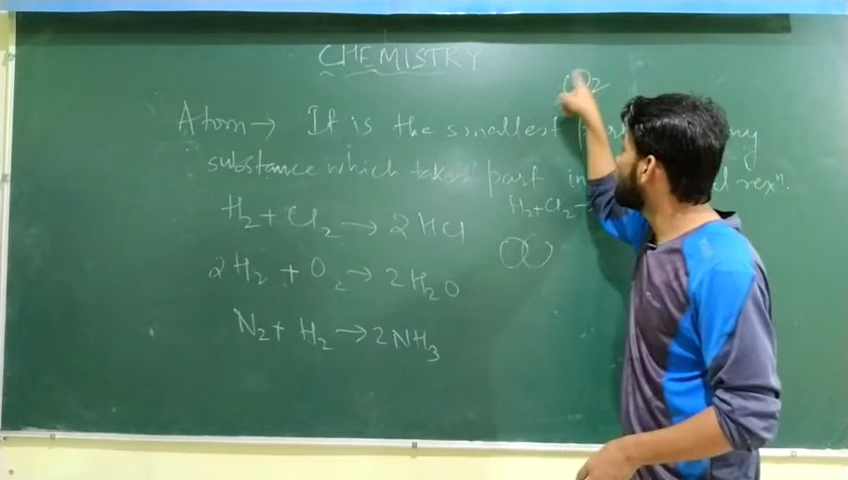 CHEMISTRY
Atom → It is the smallest
substance which takes part in rexⁿ.
H₂ + Cl₂ → 2HCl
H₂+Cl₂
2H₂ + O₂ → 2H₂O
N₂ + H₂ → 2NH₃